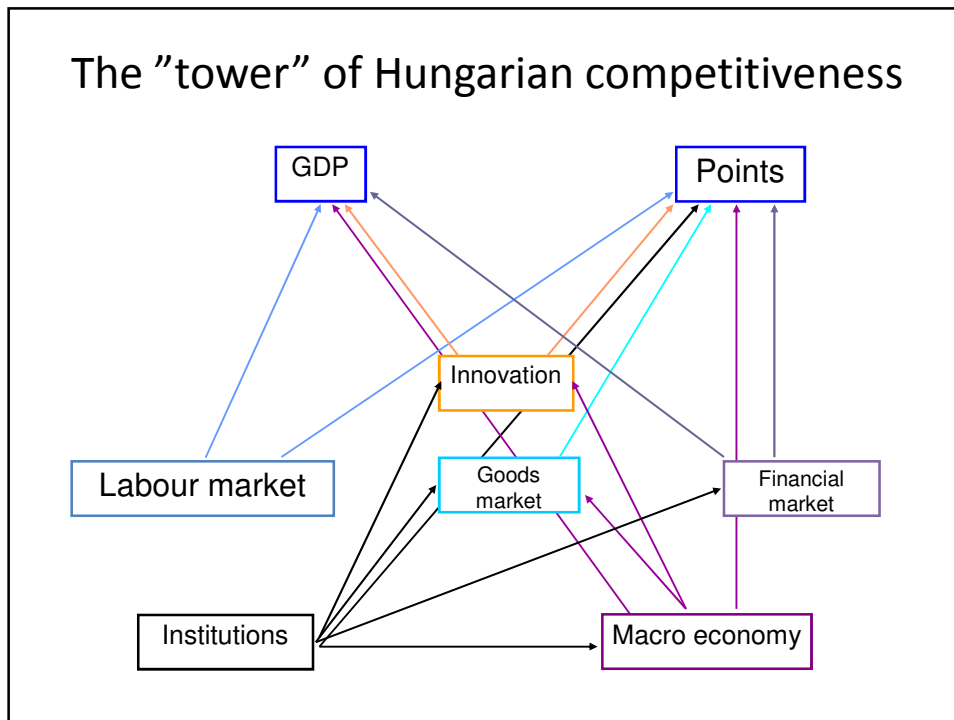 The ”tower” of Hungarian competitiveness
GDP
Points
Innovation
Labour market
Goods
market
Financial
market
Institutions
Macro economy